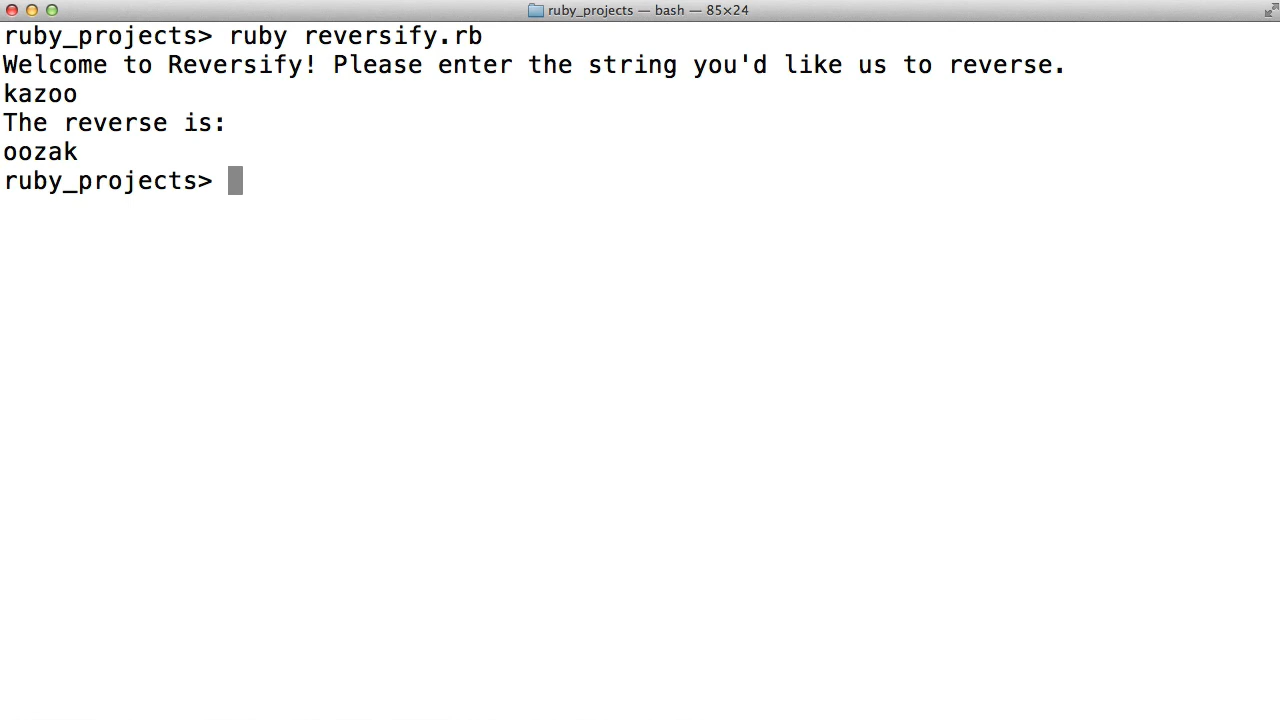 ruby_projects — bash — 85×24
ruby_projects> ruby reversify.rb
Welcome to Reversify! Please enter the string you'd like us to reverse.
kazoo
The reverse is:
oozak
ruby_projects>